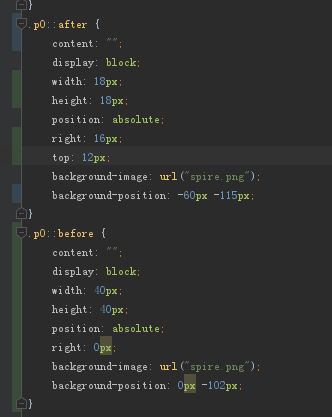 }
.p0::after {
content: "";
display: block;
width: 18px;
height: 18px;
position: absolute;
right: 16px;
top: 12px;
background-image: url("spire.png");
background-position: -60px -115px;
}
.p0::before {
content: "";
display: block;
width: 40px;
height: 40px;
position: absolute;
right: 0px;
background-image: url("spire.png");
background-position: 0px -102px;
}